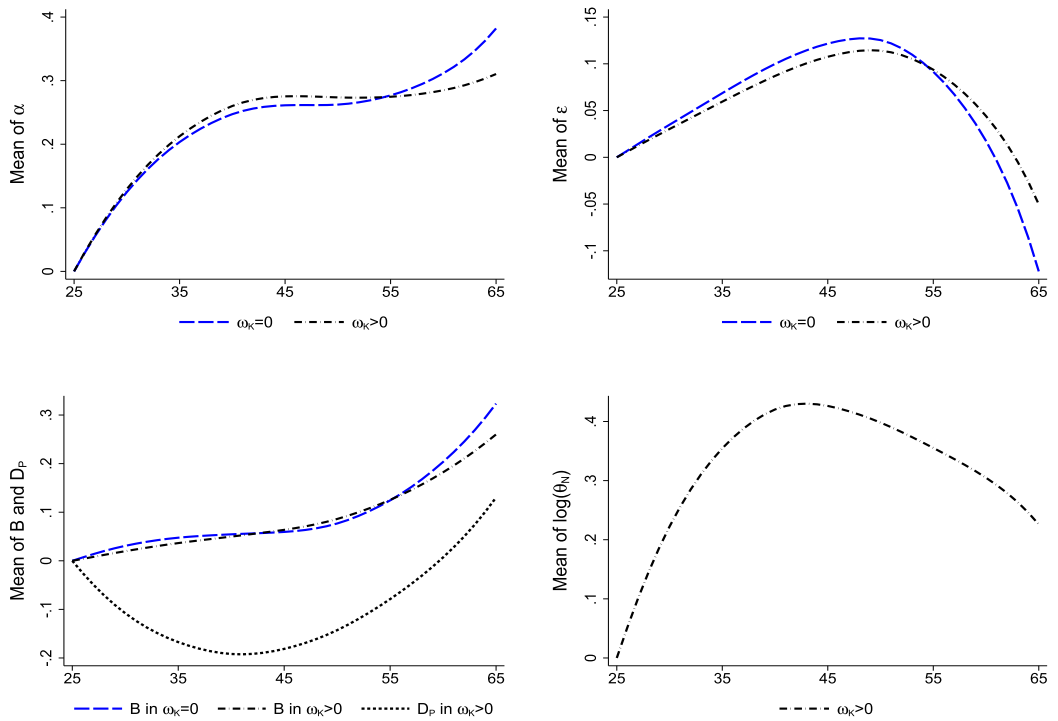 Mean of α
.4
.3
.2
.1
0
25 35 45 55 65
ωK=0 ωK>0
Mean of ε
.15
.1
.05
0
-.05
-.1
25 35 45 55 65
ωK=0 ωK>0
Mean of B and DP
.3
.2
.1
0
-.1
-.2
25 35 45 55 65
B in ωK=0 B in ωK>0 DP in ωK>0
Mean of log(θN)
.4
.3
.2
.1
0
25 35 45 55 65
ωK>0